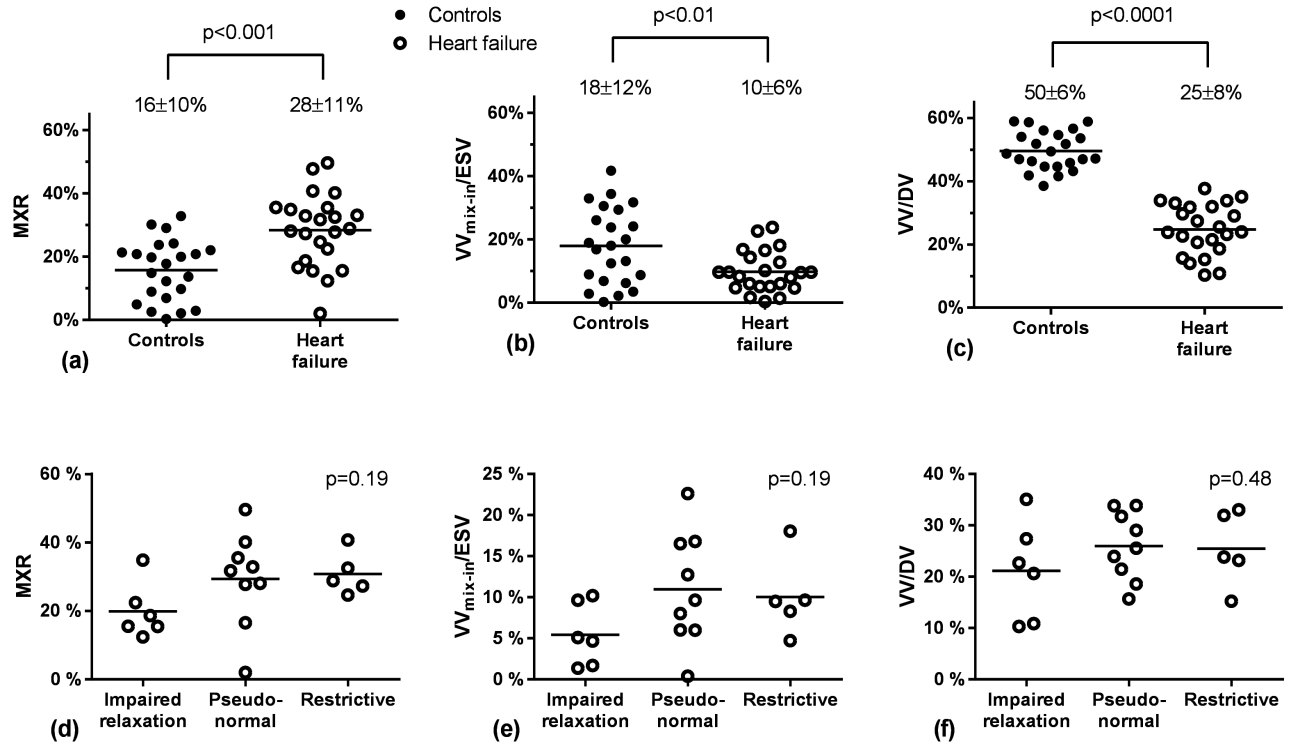 p<0.001
Controls
Heart failure
p<0.01
p<0.0001
16±10%
28±11%
18±12%
10±6%
50±6%
25±8%
MXR
60%
40%
20%
0%
Controls
Heart
failure
(a)
VVmix-in/ESV
60%
40%
20%
0%
Controls
Heart
failure
(b)
VV/DV
60%
40%
20%
0%
Controls
Heart
failure
(c)
MXR
60 %
40 %
20 %
0 %
p=0.19
Impaired
relaxation
Pseudo-
normal
Restrictive
(d)
VVmix-in/ESV
25 %
20 %
15 %
10 %
5 %
0 %
p=0.19
Impaired
relaxation
Pseudo-
normal
Restrictive
(e)
VV/DV
40 %
30 %
20 %
10 %
0 %
p=0.48
Impaired
relaxation
Pseudo-
normal
Restrictive
(f)